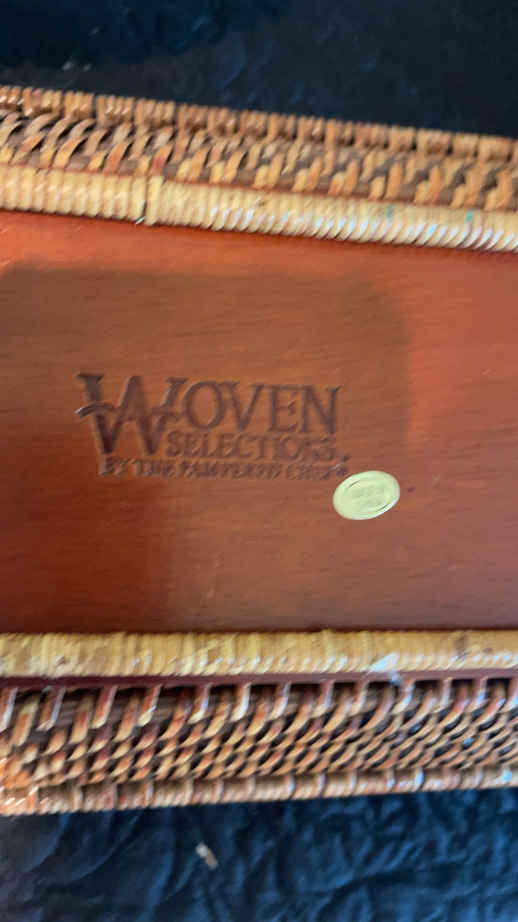 WOVEN
SELECTIONS.
BY THE PAMPERED CHEF